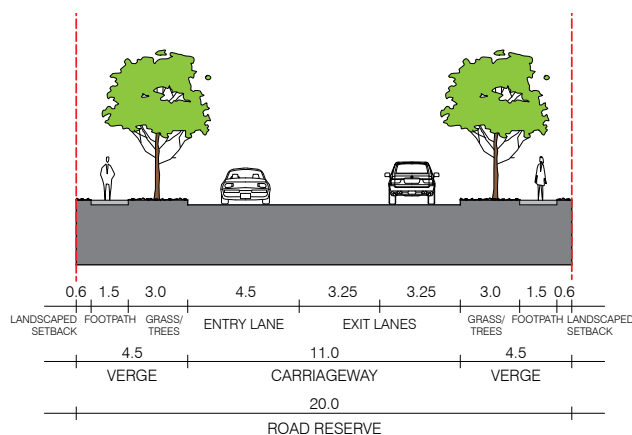 0.6 1.5 3.0 4.5 3.25 3.25 3.0 1.5 0.6
LANDSCAPED SETBACK FOOTPATH GRASS/ TREES ENTRY LANE EXIT LANES GRASS/ TREES FOOTPATH LANDSCAPED SETBACK
4.5 11.0 4.5
VERGE CARRIAGEWAY VERGE
20.0
ROAD RESERVE